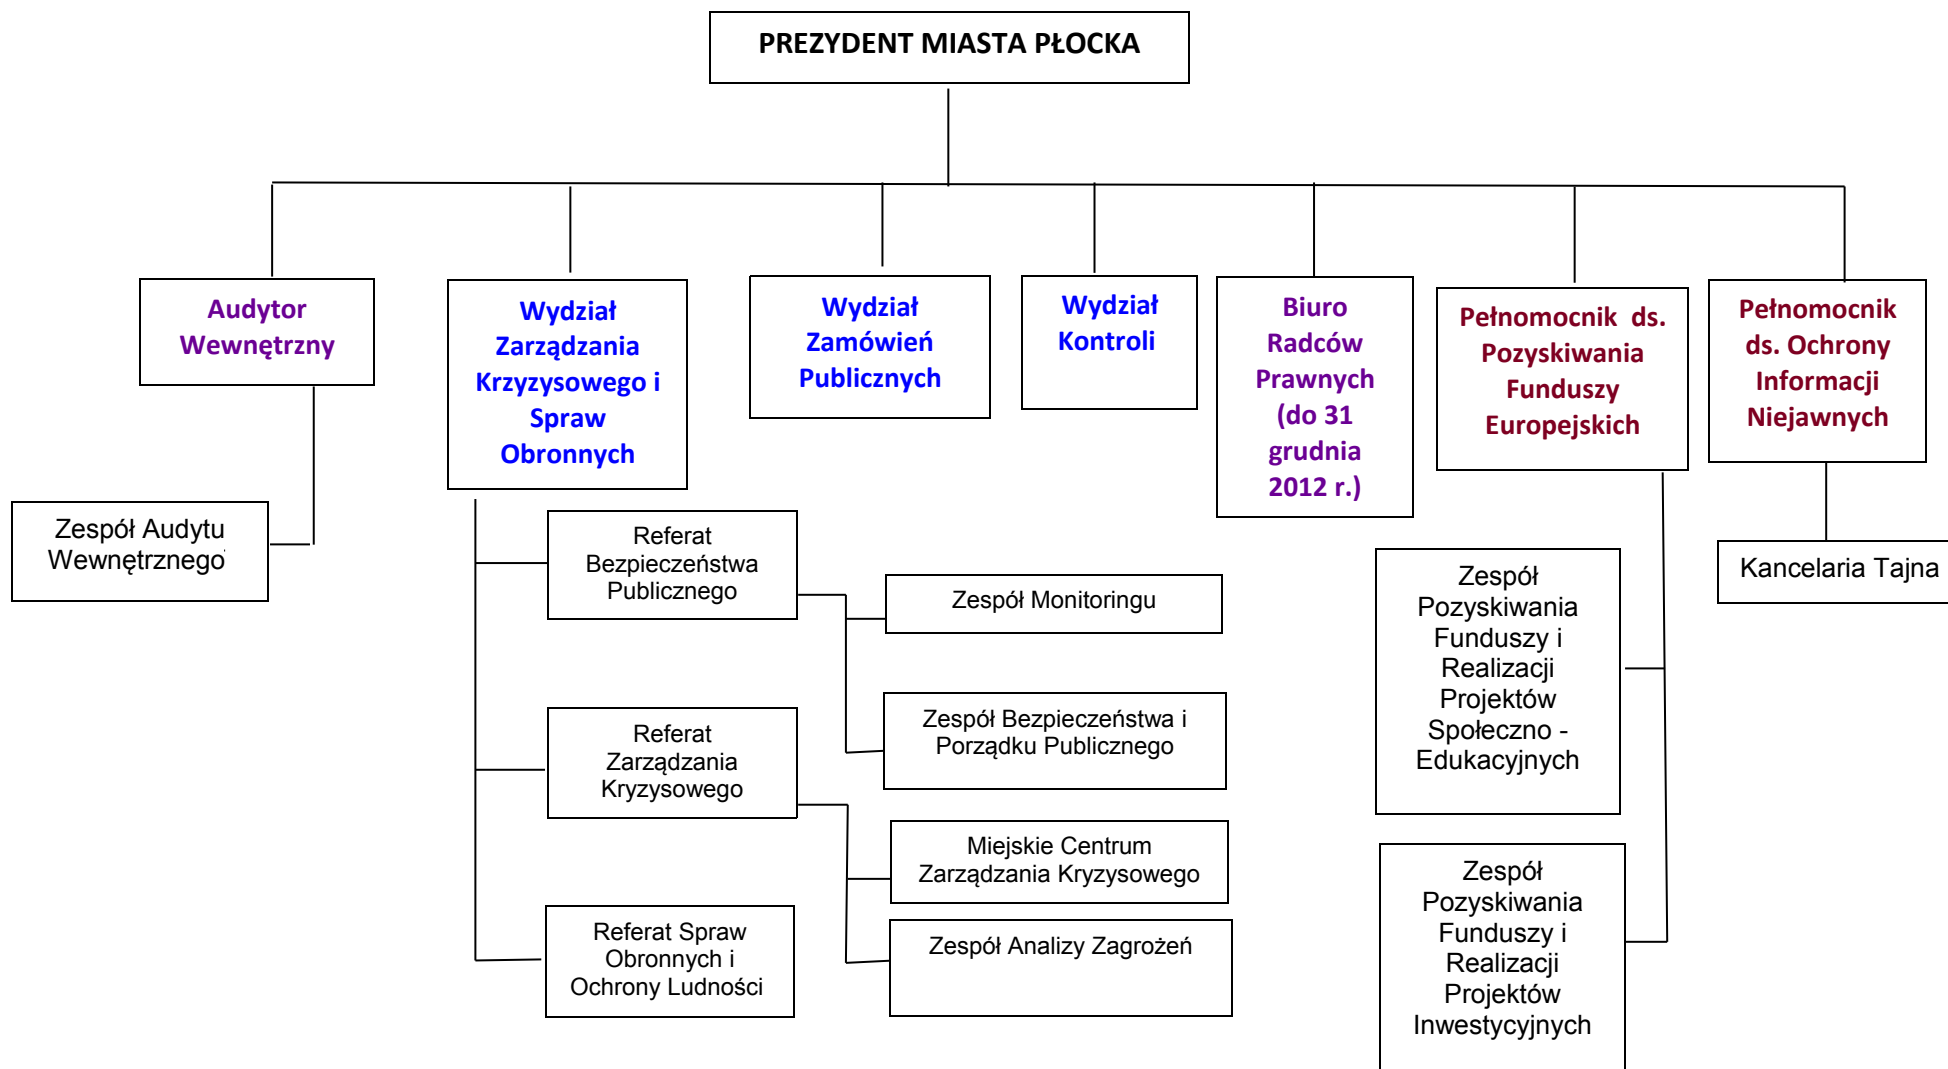 PREZYDENT MIASTA PŁOCKA
Audytor
Wewnętrzny
Wydział
Zarządzania
Krzyzysowego i
Spraw
Obronnych
Wydział
Zamówień
Publicznych
Wydział
Kontroli
Biuro
Radców
Prawnych
(do 31
grudnia
2012 r.)
Pełnomocnik ds.
Pozyskiwania
Funduszy
Europejskich
Pełnomocnik
ds. Ochrony
Informacji
Niejawnych
Zespół Audytu
Wewnętrznego
Referat
Bezpieczeństwa
Publicznego
Zespół Monitoringu
Zespół Bezpieczeństwa i
Porządku Publicznego
Referat
Zarządzania
Kryzysowego
Miejskie Centrum
Zarządzania Kryzysowego
Zespół Analizy Zagrożeń
Referat Spraw
Obronnych i
Ochrony Ludności
Zespół
Pozyskiwania
Funduszy i
Realizacji
Projektów
Społeczno -
Edukacyjnych
Zespół
Pozyskiwania
Funduszy i
Realizacji
Projektów
Inwestycyjnych
Kancelaria Tajna